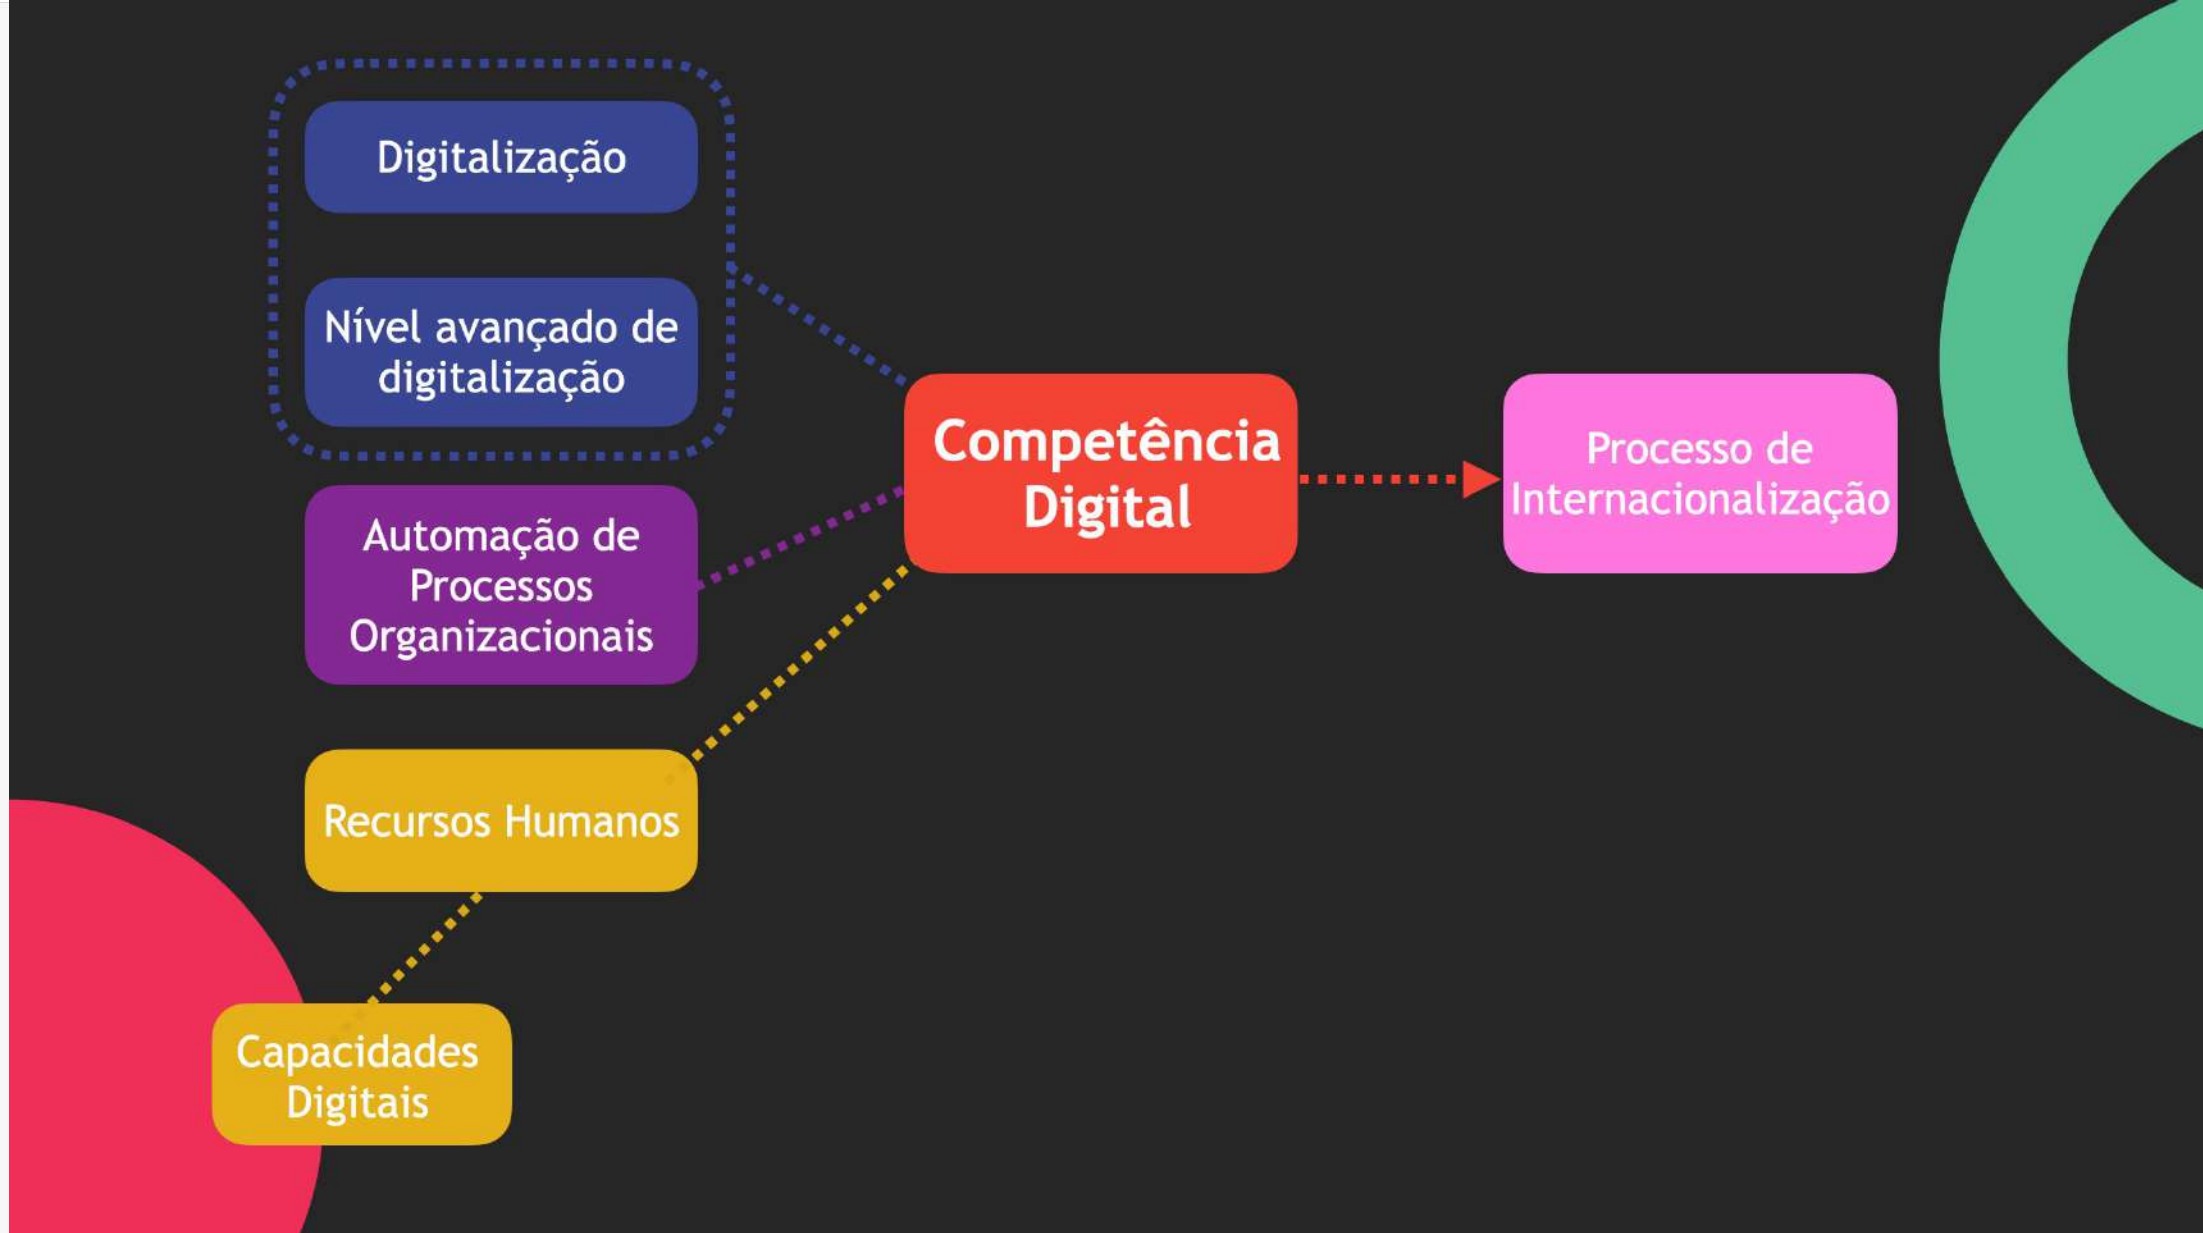 Digitalização
Nível avançado de
digitalização
Automação de
Processos
Organizacionais
Recursos Humanos
Capacidades
Digitais
Competência
Digital
Processo de
Internacionalização